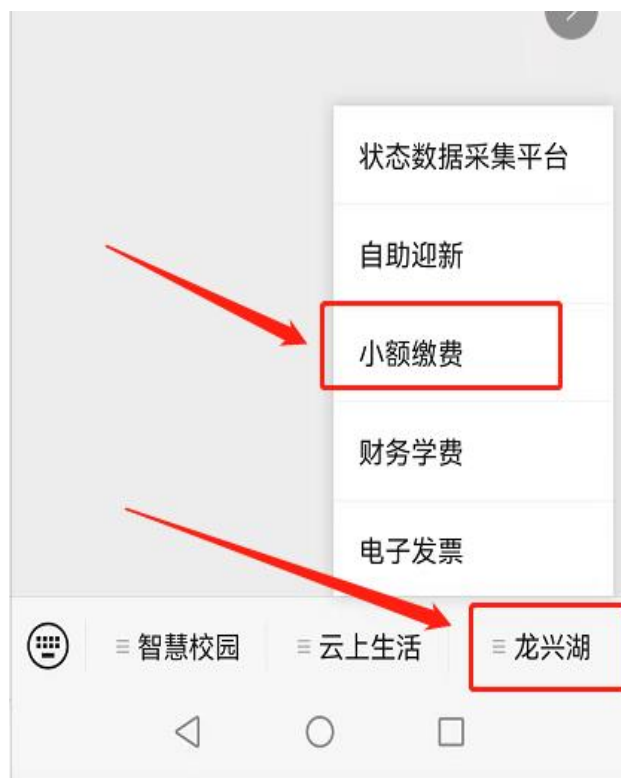 状态数据采集平台
自助迎新
小额缴费
财务学费
电子发票
智慧校园 云上生活 龙兴湖